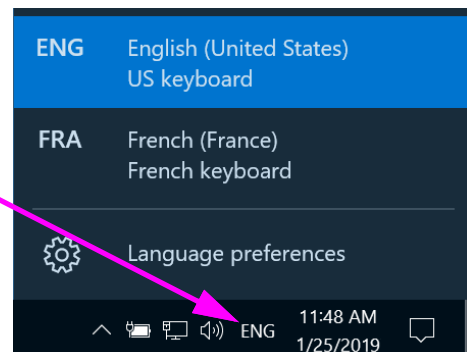 ENG English (United States)
US keyboard
FRA French (France)
French keyboard
Language preferences
ENG 11:48 AM
1/25/2019